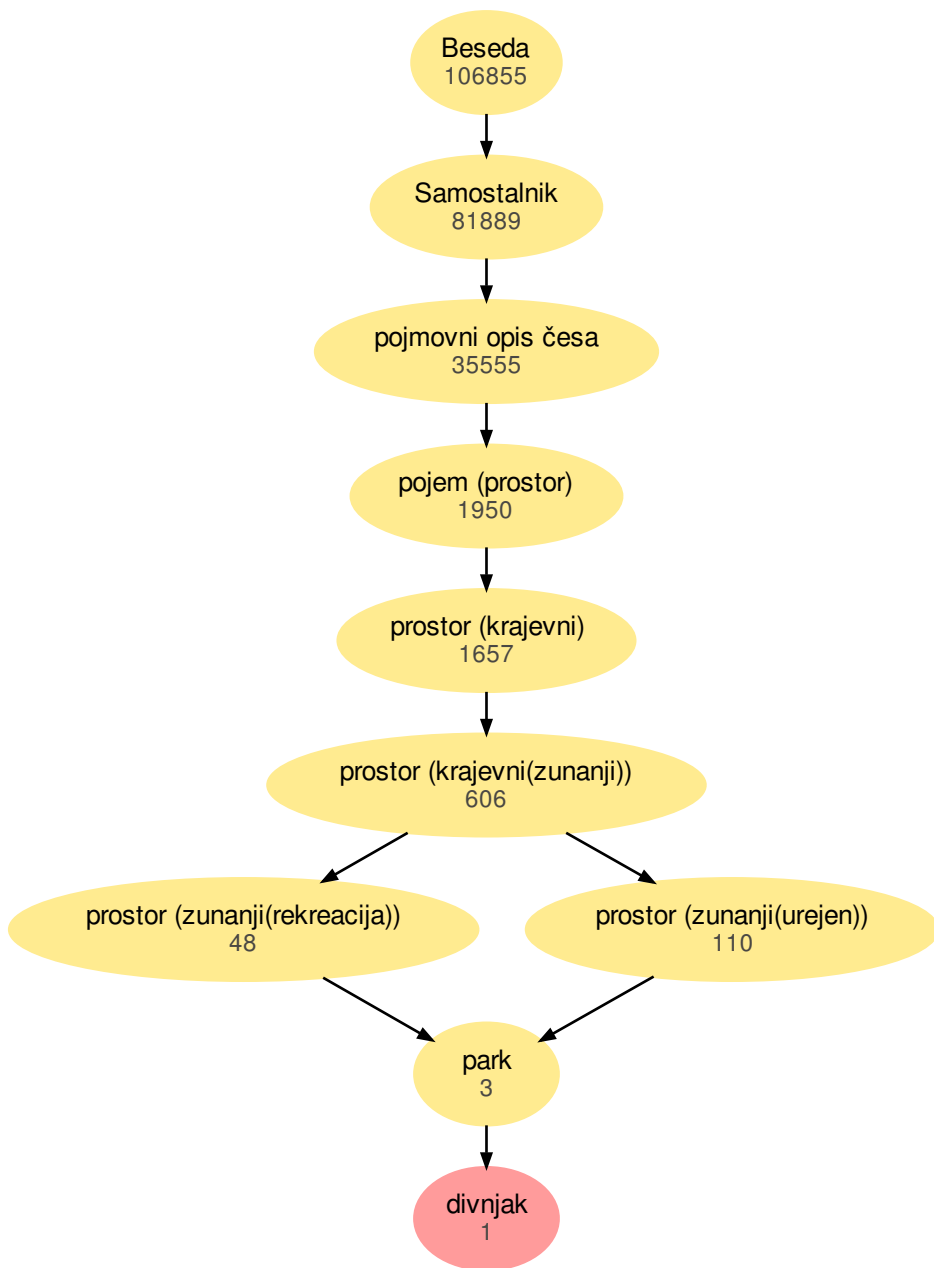 Beseda
106855
Samostalnik
81889
pojmovni opis česa
35555
pojem (prostor)
1950
prostor (krajevni)
1657
prostor (krajevni(zunanji))
606
prostor (zunanji(rekreacija))
48
prostor (zunanji(urejen))
110
park
3
divnjak
1